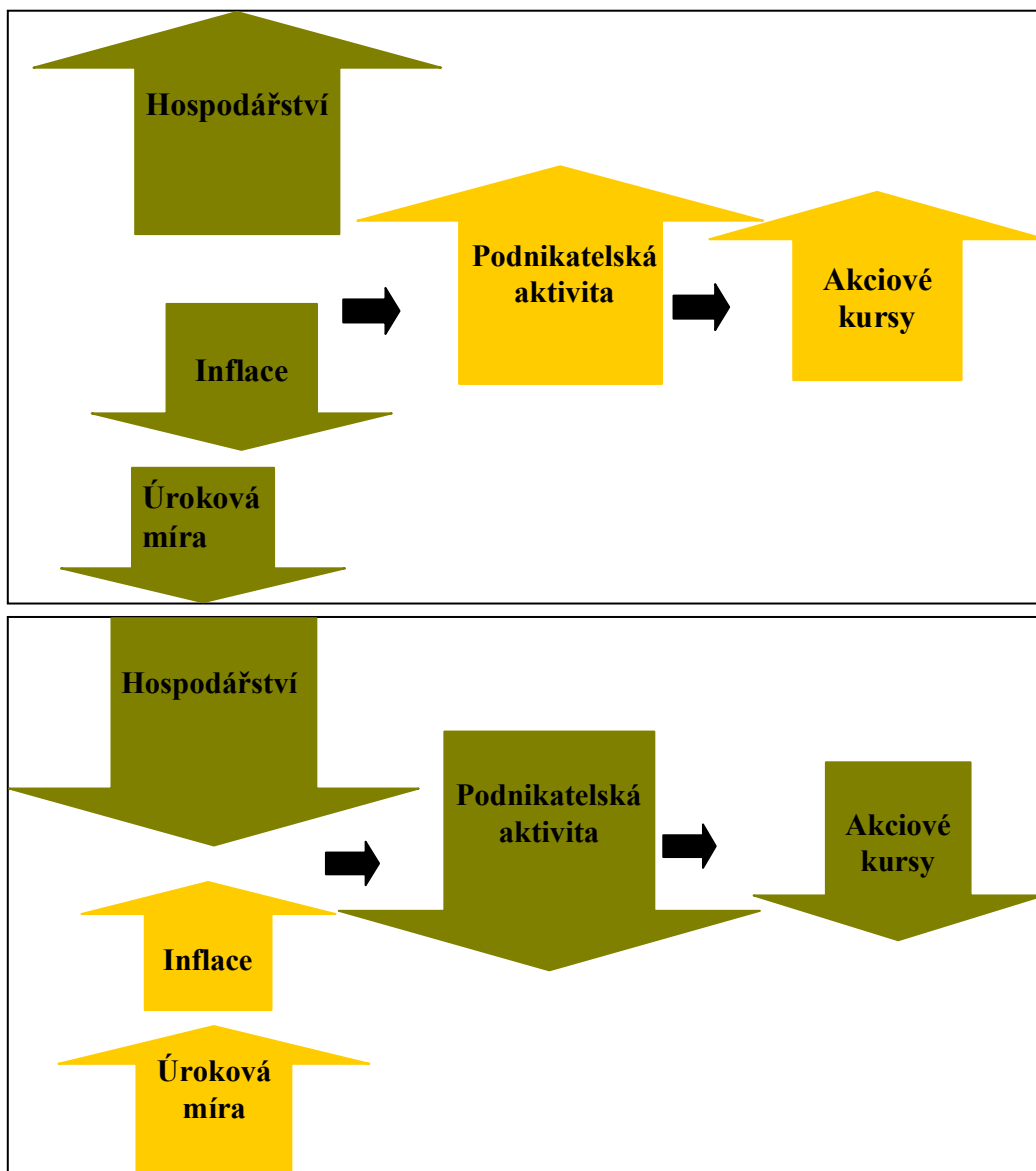 Hospodářství
Podnikatelská
aktivita
Akciové
kursy
Inflace
Úroková
míra
Hospodářství
Podnikatelská
aktivita
Akciové
kursy
Inflace
Úroková
míra